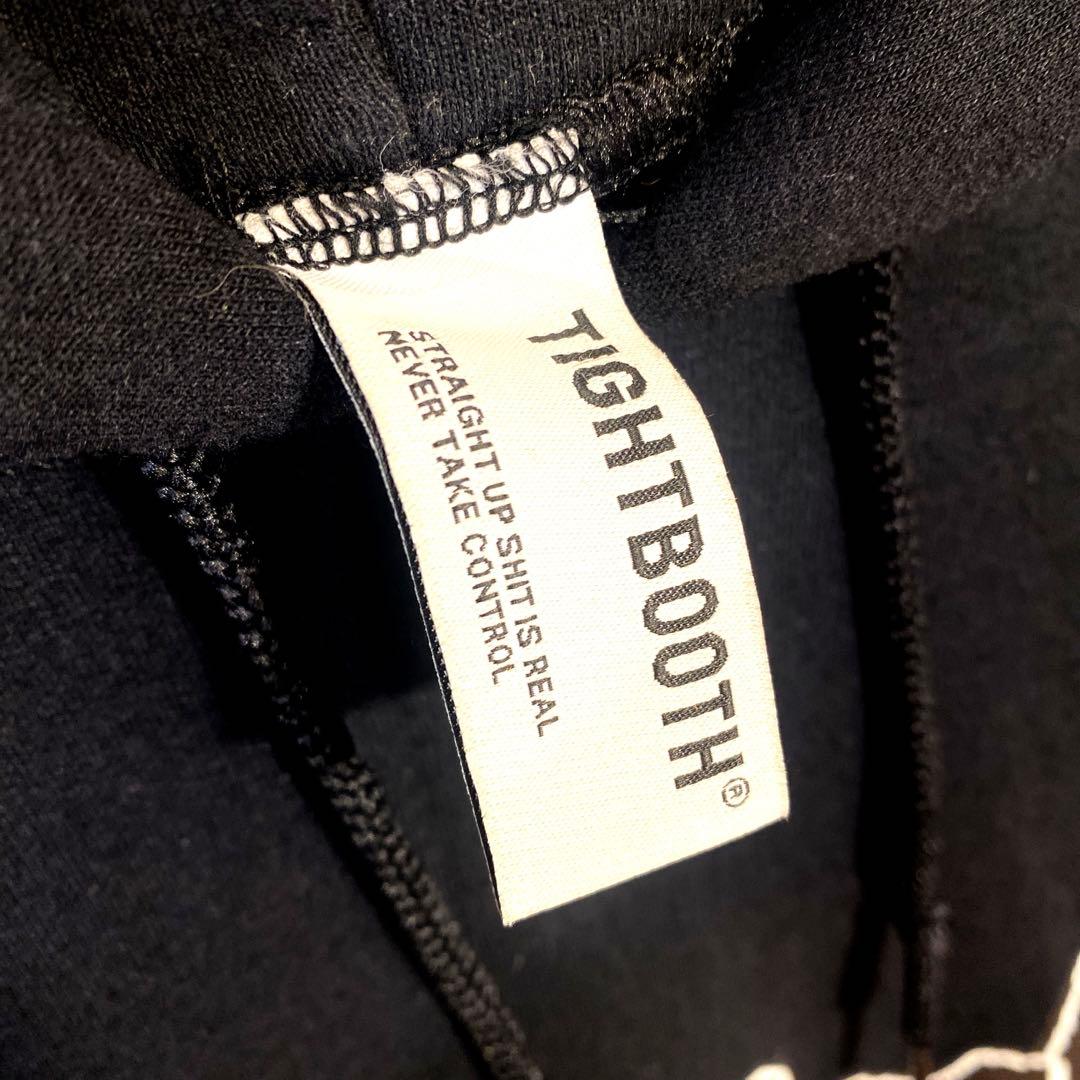 TIGHTBOOTH®
STRAIGHT UP SHIT IS REAL
NEVER TAKE CONTROL